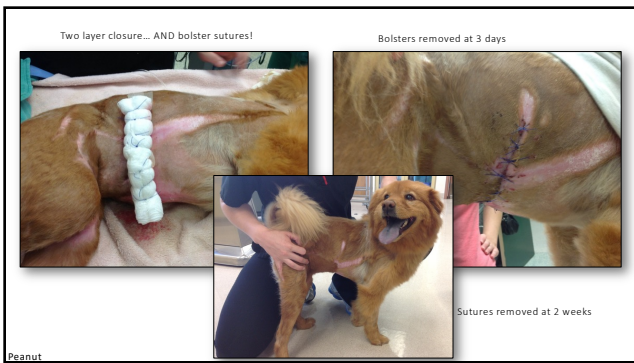 Two layer closure… AND bolster sutures!
Bolsters removed at 3 days
Sutures removed at 2 weeks
Peanut